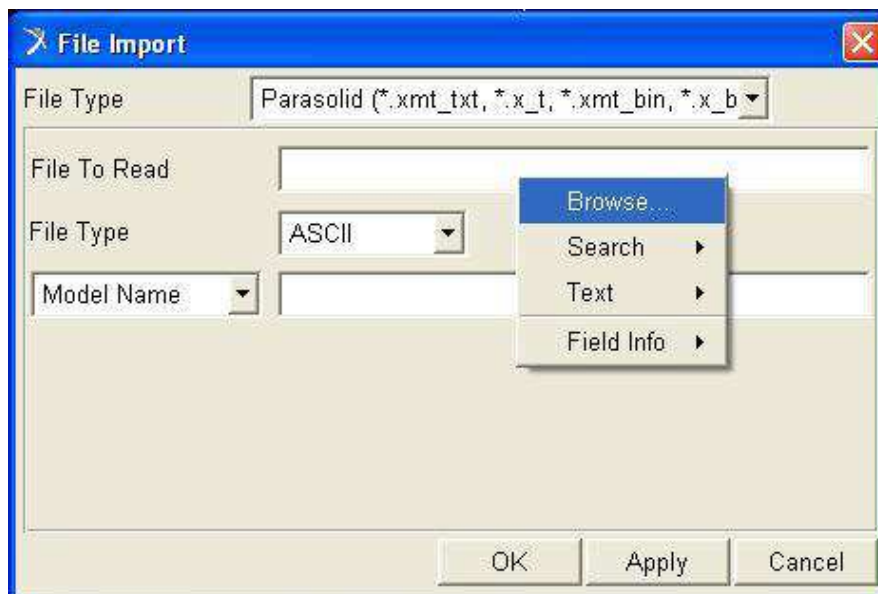 File Import
File Type Parasolid (*.xmt_txt, *.x_t, *.xmt_bin, *.x_b
File To Read
Browse...
File Type ASCII
Search
Model Name
Text
Field Info
OK Apply Cancel